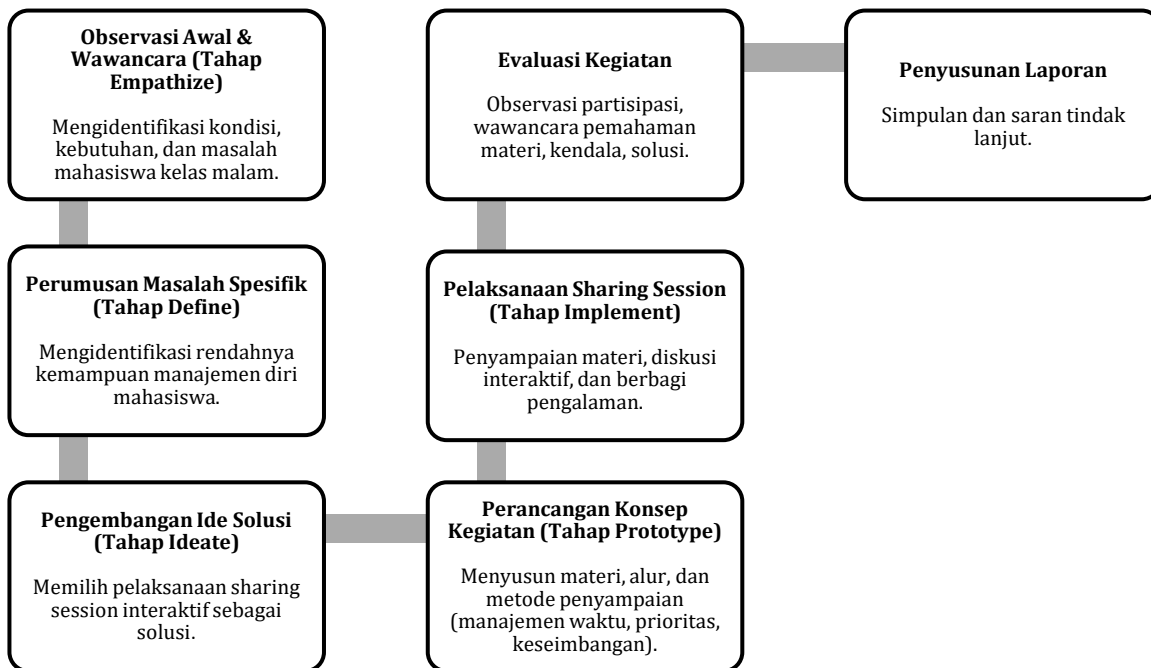 Observasi Awal &
Wawancara (Tahap
Empathize)
Mengidentifikasi kondisi,
kebutuhan, dan masalah
mahasiswa kelas malam.
Perumusan Masalah Spesifik
(Tahap Define)
Mengidentifikasi rendahnya
kemampuan manajemen diri
mahasiswa.
Pengembangan Ide Solusi
(Tahap Ideate)
Memilih pelaksanaan sharing
session interaktif sebagai
solusi.
Perancangan Konsep
Kegiatan (Tahap Prototype)
Menyusun materi, alur, dan
metode penyampaian
(manajemen waktu, prioritas,
keseimbangan).
Pelaksanaan Sharing Session
(Tahap Implement)
Penyampaian materi, diskusi
interaktif, dan berbagi
pengalaman.
Evaluasi Kegiatan
Observasi partisipasi,
wawancara pemahaman
materi, kendala, solusi.
Penyusunan Laporan
Simpulan dan saran tindak
lanjut.